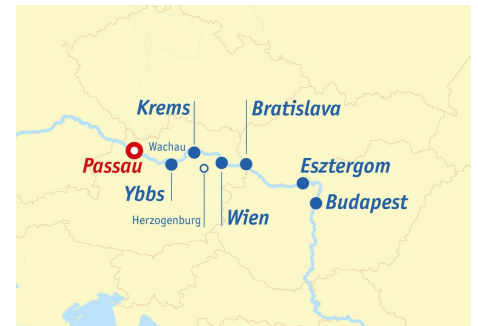 Krems
Bratislava
Wachau
Passau
Esztergom
Ybbs
Budapest
Herzogenburg
Wien